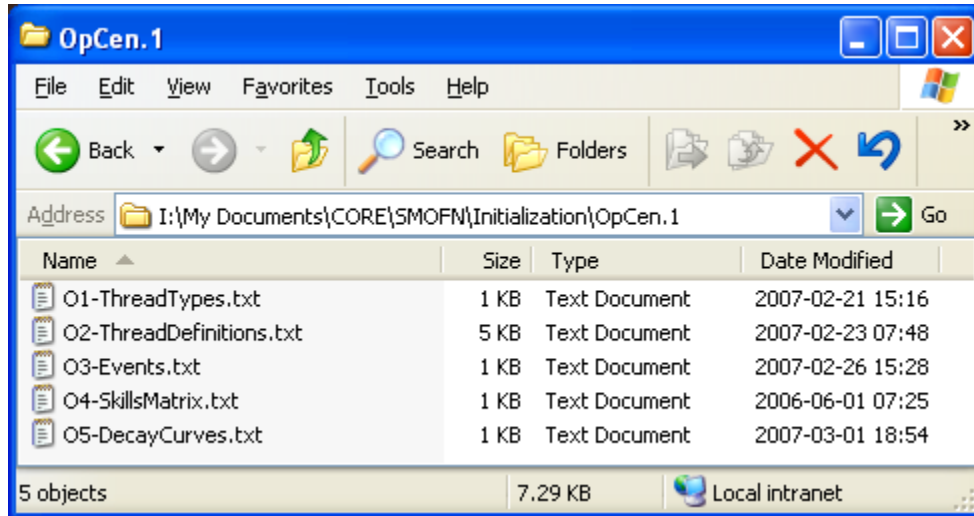 OpCen.1
File Edit View Favorites Tools Help
Back Search Folders »
Address I:\My Documents\CORE\SMOFN\Initialization\OpCen.1 Go
Name Size Type Date Modified
O1-ThreadTypes.txt 1 KB Text Document 2007-02-21 15:16
O2-ThreadDefinitions.txt 5 KB Text Document 2007-02-23 07:48
O3-Events.txt 1 KB Text Document 2007-02-26 15:28
O4-SkillsMatrix.txt 1 KB Text Document 2006-06-01 07:25
O5-DecayCurves.txt 1 KB Text Document 2007-03-01 18:54
5 objects 7.29 KB Local intranet